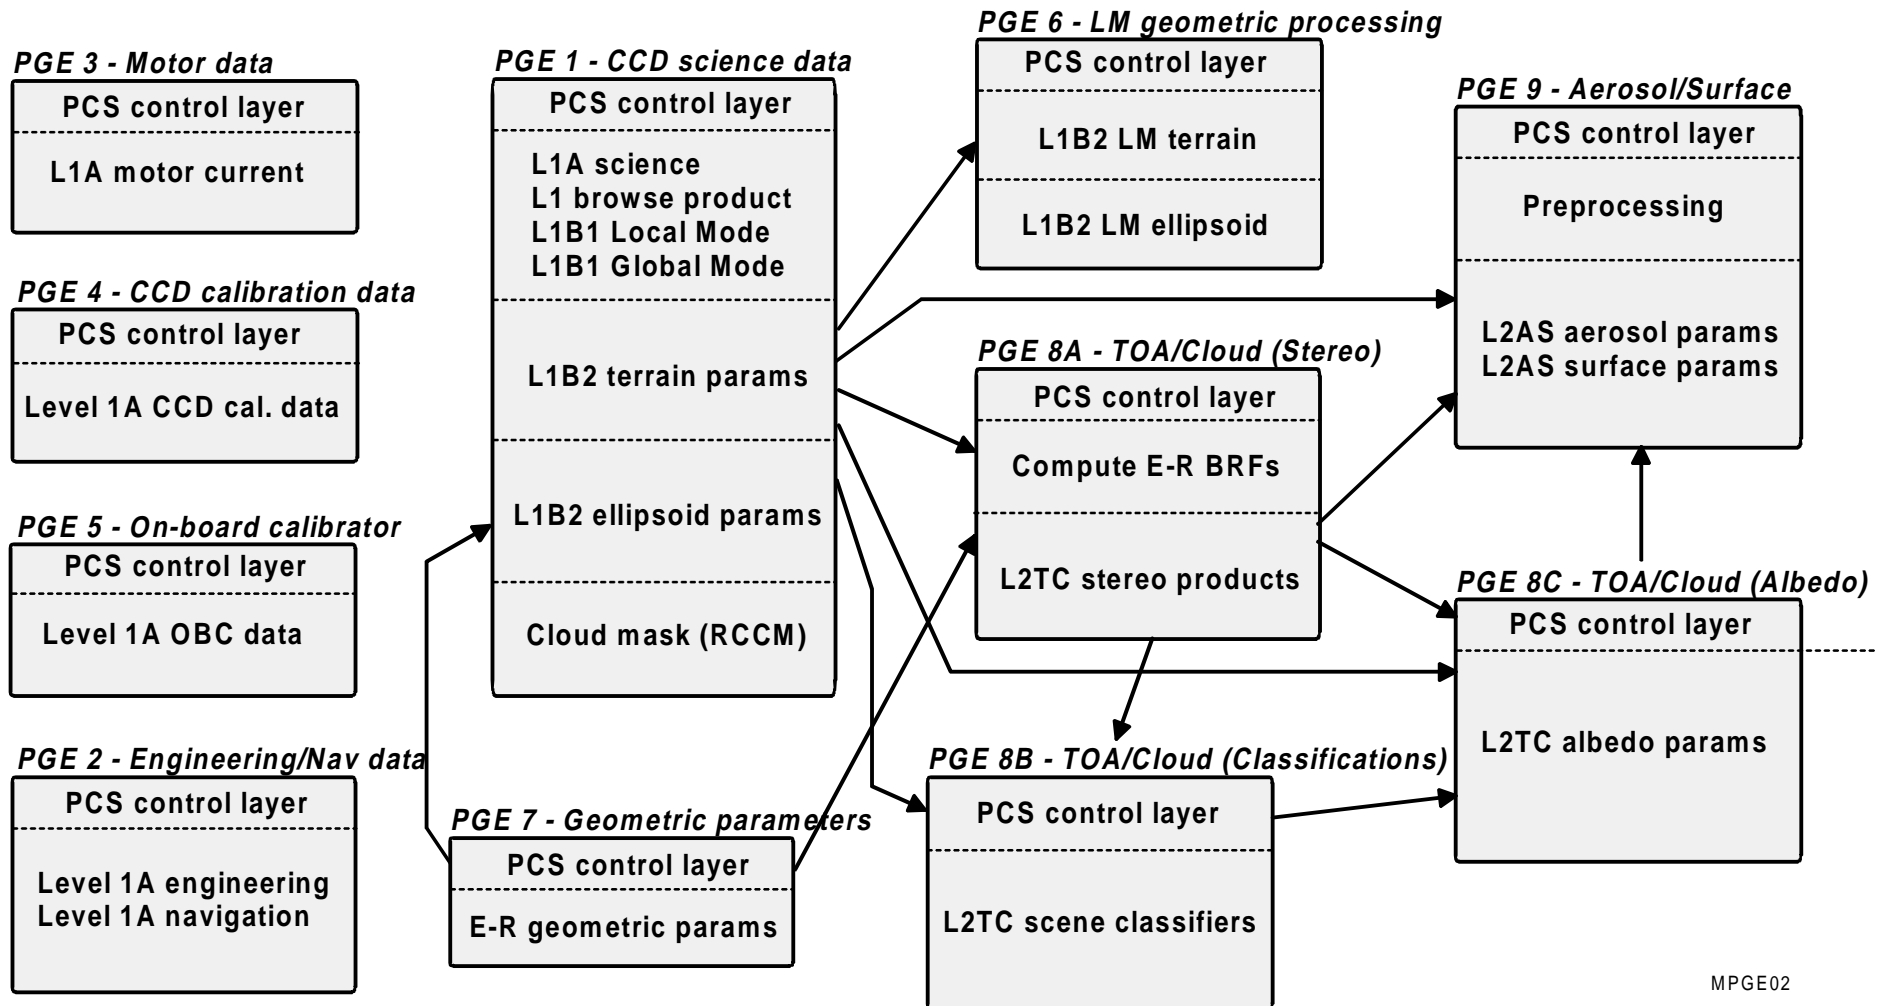 PGE 3 - Motor data
PCS control layer
L1A motor current
PGE 4 - CCD calibration data
PCS control layer
Level 1A CCD cal. data
PGE 5 - On-board calibrator
PCS control layer
Level 1A OBC data
PGE 2 - Engineering/Nav data
PCS control layer
Level 1A engineering
Level 1A navigation
PGE 1 - CCD science data
PCS control layer
L1A science
L1 browse product
L1B1 Local Mode
L1B1 Global Mode
L1B2 terrain params
L1B2 ellipsoid params
Cloud mask (RCCM)
PGE 7 - Geometric parameters
PCS control layer
E-R geometric params
PGE 6 - LM geometric processing
PCS control layer
L1B2 LM terrain
L1B2 LM ellipsoid
PGE 8A - TOA/Cloud (Stereo)
PCS control layer
Compute E-R BRFs
L2TC stereo products
PGE 8B - TOA/Cloud (Classifications)
PCS control layer
L2TC scene classifiers
PGE 9 - Aerosol/Surface
PCS control layer
Preprocessing
L2AS aerosol params
L2AS surface params
PGE 8C - TOA/Cloud (Albedo)
PCS control layer
L2TC albedo params
MPGE02